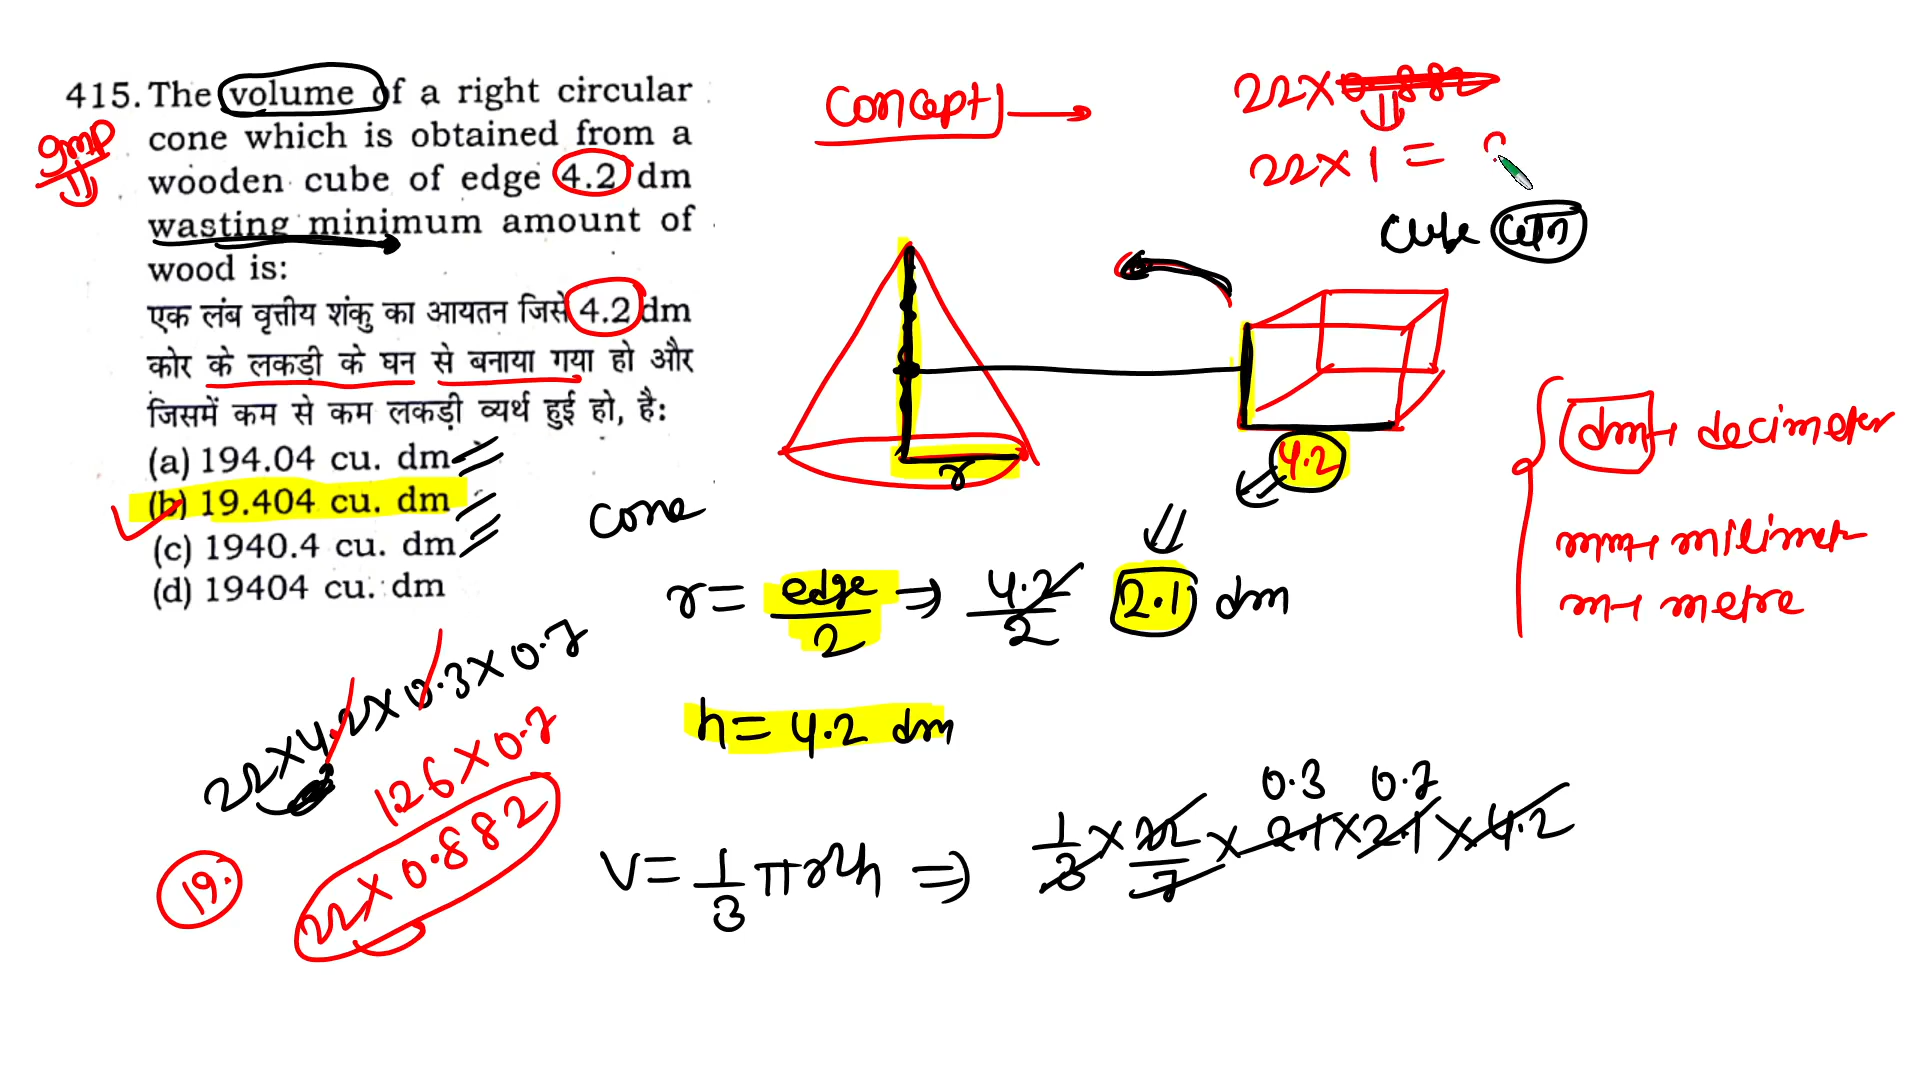 415. The volume of a right circular
cone which is obtained from a
wooden cube of edge 4.2 dm
wasting minimum amount of
wood is:
एक लंब वृत्तीय शंकु का आयतन जिसे 4.2 dm
कोर के लकड़ी के घन से बनाया गया हो और
जिसमें कम से कम लकड़ी व्यर्थ हुई हो, है:
(a) 194.04 cu. dm
(b) 19.404 cu. dm
(c) 1940.4 cu. dm
(d) 19404 cu. dm
Imp
Concept
22 × 0.882
22 × 1 =
cube
r
4.2
dm → decimeter
mm → milimet
m → metre
cone
r = edge/2 ⇒ 4.2/2 2.1 dm
h = 4.2 dm
0.3 0.7
V = 1/3 πr²h ⇒ 1/3 × 22/7 × 2.1 × 2.1 × 4.2
22 × 4.2 × 0.3 × 0.7
126 × 0.7
22 × 0.882
19.